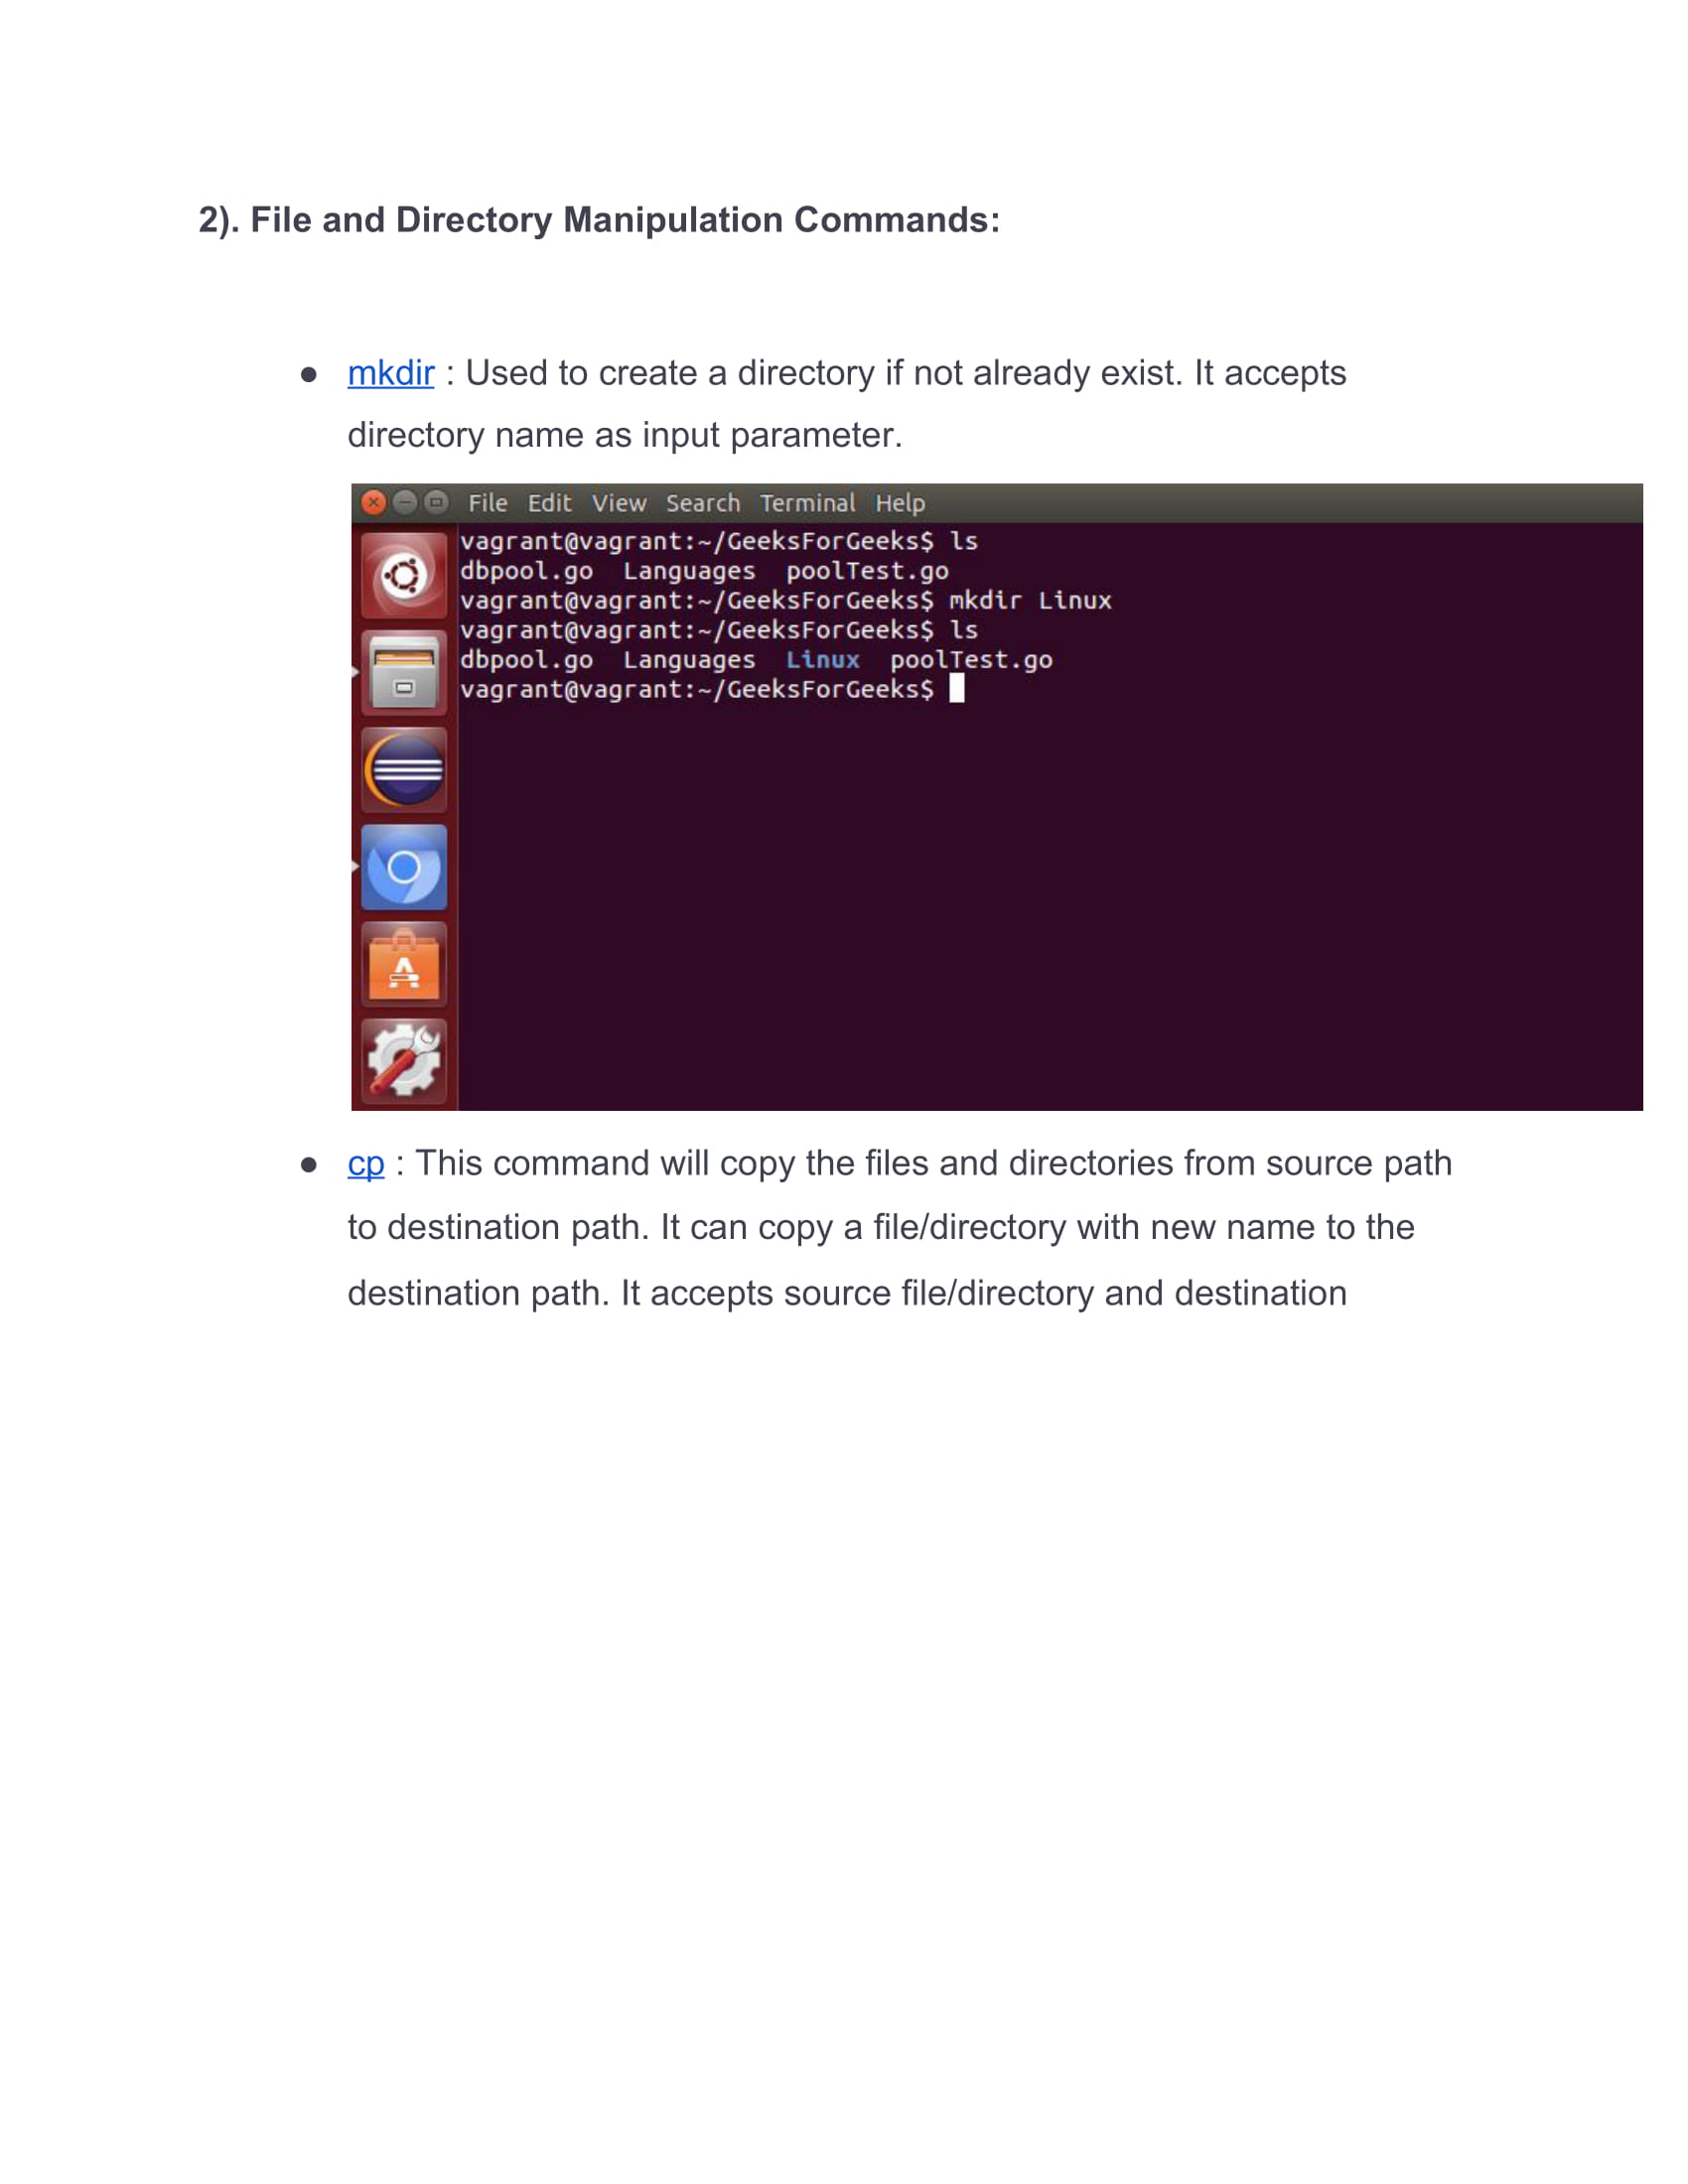 2). File and Directory Manipulation Commands:
● mkdir : Used to create a directory if not already exist. It accepts
directory name as input parameter.
File Edit View Search Terminal Help
vagrant@vagrant:~/GeeksForGeeks$ ls
dbpool.go  Languages  poolTest.go
vagrant@vagrant:~/GeeksForGeeks$ mkdir Linux
vagrant@vagrant:~/GeeksForGeeks$ ls
dbpool.go  Languages  Linux  poolTest.go
vagrant@vagrant:~/GeeksForGeeks$
● cp : This command will copy the files and directories from source path
to destination path. It can copy a file/directory with new name to the
destination path. It accepts source file/directory and destination